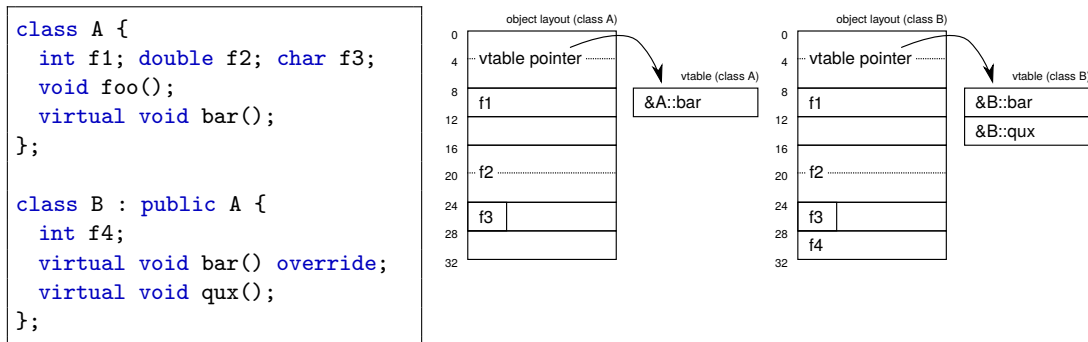 class A {
int f1; double f2; char f3;
void foo();
virtual void bar();
};
class B : public A {
int f4;
virtual void bar() override;
virtual void qux();
};
object layout (class A)
0
vtable pointer
4
vtable (class A)
8
f1
&A::bar
12
16
f2
20
24
f3
28
32
object layout (class B)
0
vtable pointer
4
vtable (class B)
8
f1
&B::bar
12
&B::qux
16
f2
20
24
f3
28
f4
32